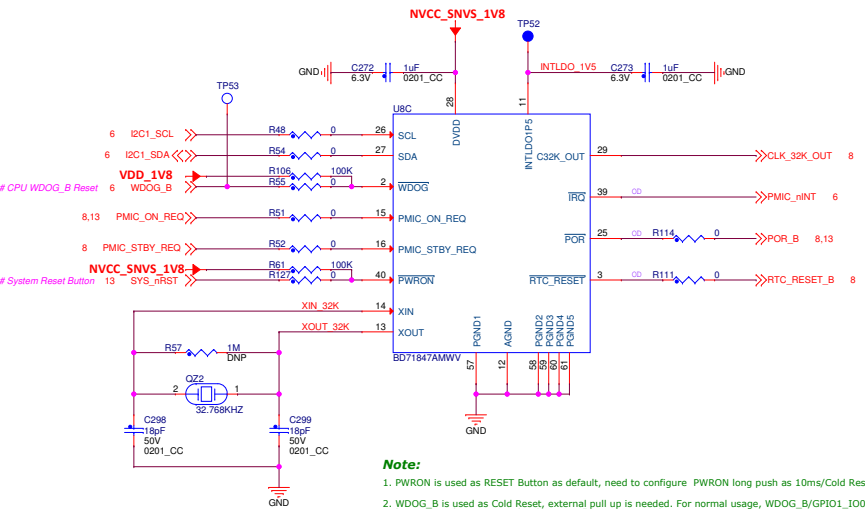 NVCC_SNVS_1V8
TP52
GND
C272
6.3V
1uF
0201_CC
INTLDO_1V5
C273
6.3V
1uF
0201_CC
GND
TP53
28
11
U8C
DVDD
INTLDO1P5
6 I2C1_SCL R48 0 26 SCL
6 I2C1_SDA R54 0 27 SDA
C32K_OUT 29 CLK_32K_OUT 8
VDD_1V8 R106 100K
# CPU WDOG_B Reset 6 WDOG_B R55 0 2 WDOG
IRQ 39 OD PMIC_nINT 6
8,13 PMIC_ON_REQ R51 0 15 PMIC_ON_REQ
POR 25 OD R114 0 POR_B 8,13
8 PMIC_STBY_REQ R52 0 16 PMIC_STBY_REQ
NVCC_SNVS_1V8 R61 100K
# System Reset Button 13 SYS_nRST R127 0 40 PWRON
RTC_RESET 3 OD R111 0 RTC_RESET_B 8
XIN_32K 14 XIN
XOUT_32K 13 XOUT
PGND1
AGND
PGND2
PGND3
PGND4
PGND5
BD71847AMWV
57
12
58
59
60
61
GND
R57 1M
DNP
QZ2
2 1
32.768KHZ
C298
18pF
50V
0201_CC
C299
18pF
50V
0201_CC
GND
Note:
1. PWRON is used as RESET Button as default, need to configure PWRON long push as 10ms/Cold Res
2. WDOG_B is used as Cold Reset, external pull up is needed. For normal usage, WDOG_B/GPIO1_IO0